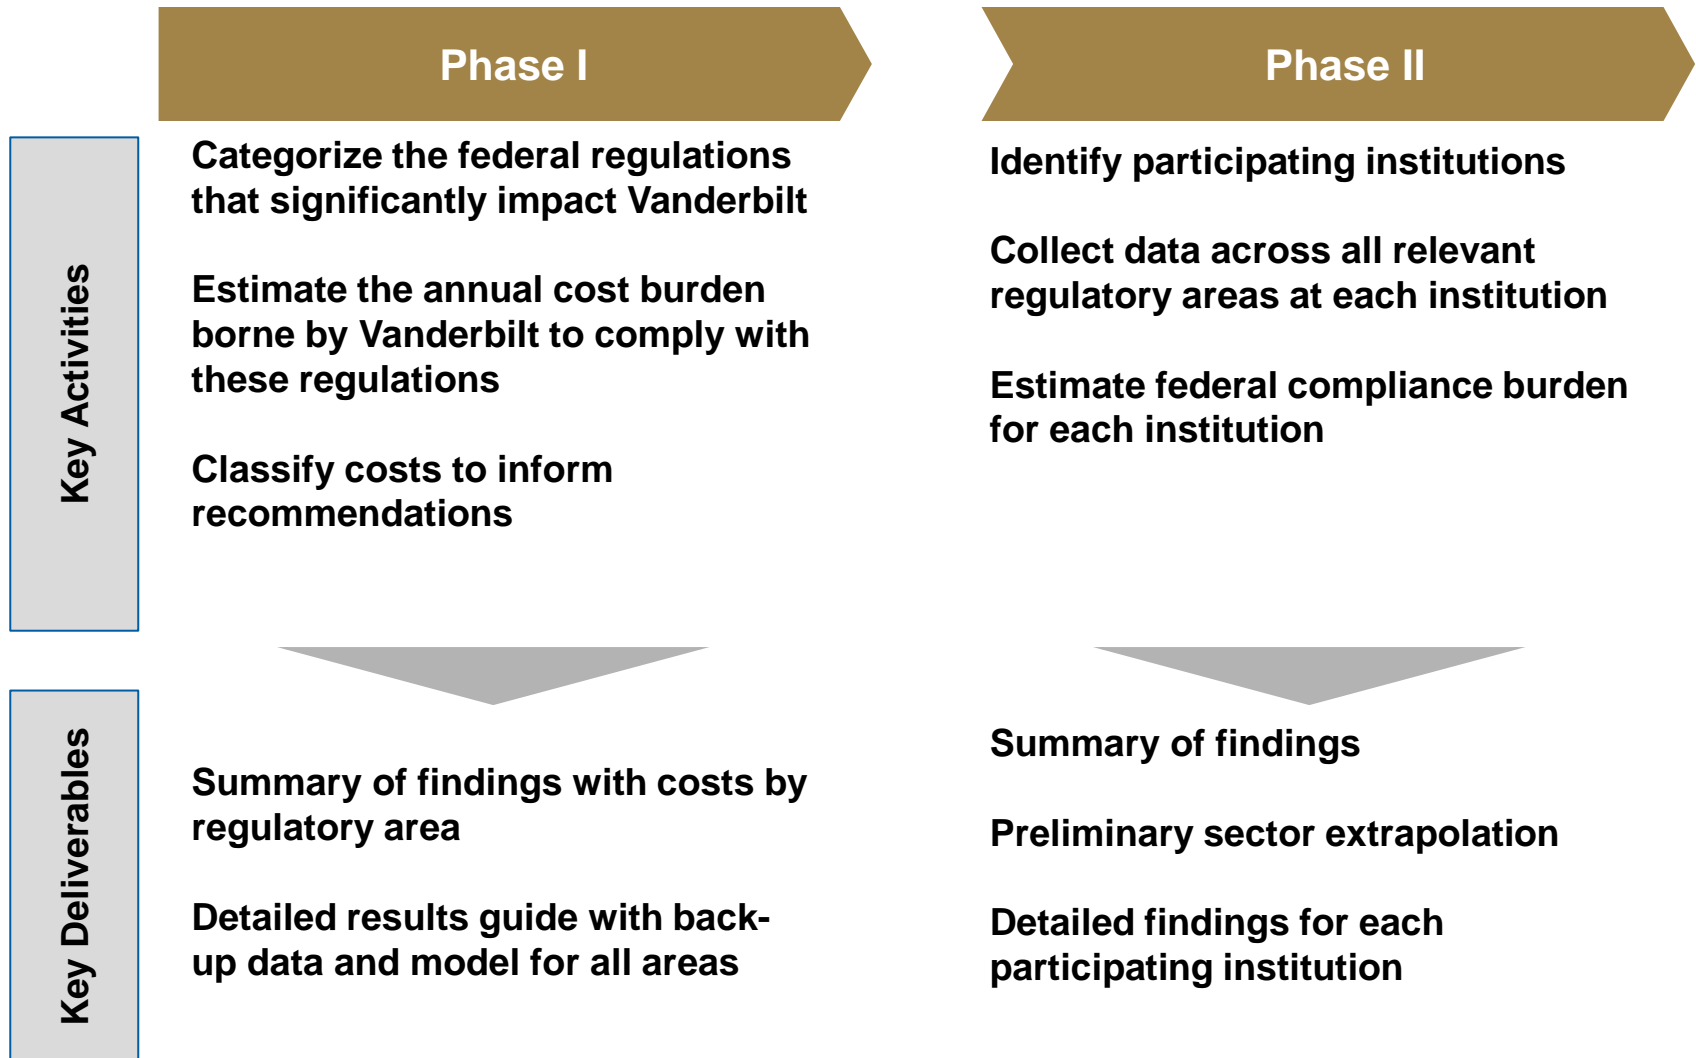 Phase I
Phase II
Key Activities
Categorize the federal regulations
that significantly impact Vanderbilt
Estimate the annual cost burden
borne by Vanderbilt to comply with
these regulations
Classify costs to inform
recommendations
Identify participating institutions
Collect data across all relevant
regulatory areas at each institution
Estimate federal compliance burden
for each institution
Key Deliverables
Summary of findings with costs by
regulatory area
Detailed results guide with back-
up data and model for all areas
Summary of findings
Preliminary sector extrapolation
Detailed findings for each
participating institution